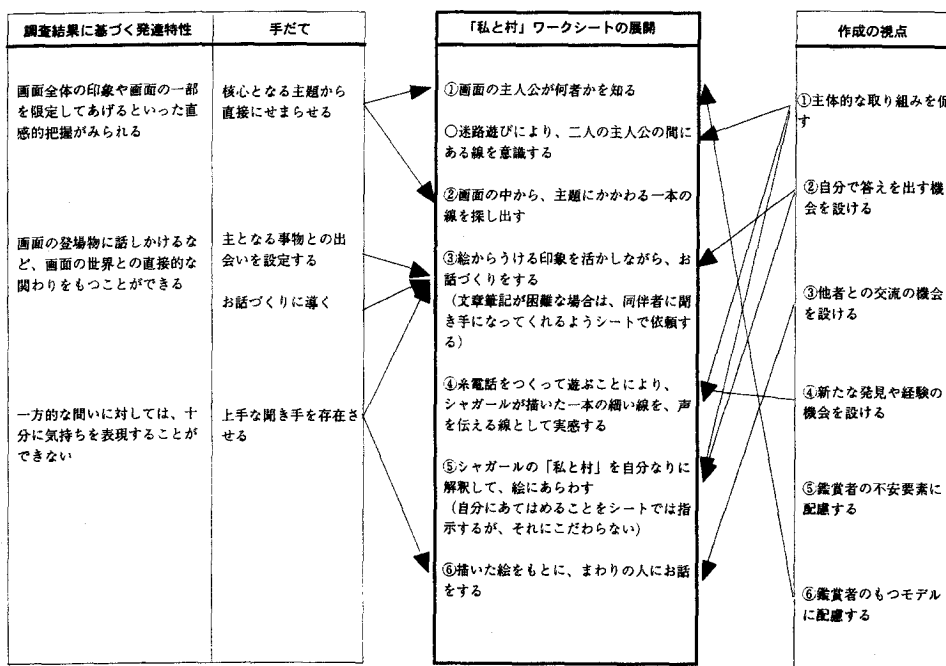 調査結果に基づく発達特性
画面全体の印象や画面の一部
を限定してあげるといった直
感的把握がみられる
画面の登場物に話しかけるな
ど、画面の世界との直接的な
関わりをもつことができる
一方的な問いに対しては、十
分に気持ちを表現することが
できない
手だて
核心となる主題から
直接にせまらせる
主となる事物との出
会いを設定する
お話づくりに導く
上手な聞き手を存在さ
せる
「私と村」ワークシートの展開
①画面の主人公が何者かを知る
○迷路遊びにより、二人の主人公の間に
ある線を意識する
②画面の中から、主題にかかわる一本の
線を探し出す
③絵からうける印象を活かしながら、お
話づくりをする
（文章筆記が困難な場合は、同伴者に聞
き手になってくれるようシートで依頼す
る）
④糸電話をつくって遊ぶことにより、
シャガールが描いた一本の細い線を、声
を伝える線として実感する
⑤シャガールの「私と村」を自分なりに
解釈して、絵にあらわす
（自分にあてはめることをシートでは指
示するが、それにこだわらない）
⑥描いた絵をもとに、まわりの人にお話
をする
作成の視点
①主体的な取り組みを促
す
②自分で答えを出す機
会を設ける
③他者との交流の機会
を設ける
④新たな発見や経験の
機会を設ける
⑤鑑賞者の不安要素に
配慮する
⑥鑑賞者のもつモデル
に配慮する